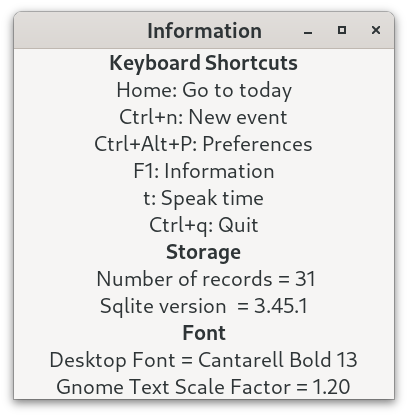 Information
Keyboard Shortcuts
Home: Go to today
Ctrl+n: New event
Ctrl+Alt+P: Preferences
F1: Information
t: Speak time
Ctrl+q: Quit
Storage
Number of records = 31
Sqlite version  = 3.45.1
Font
Desktop Font = Cantarell Bold 13
Gnome Text Scale Factor = 1.20